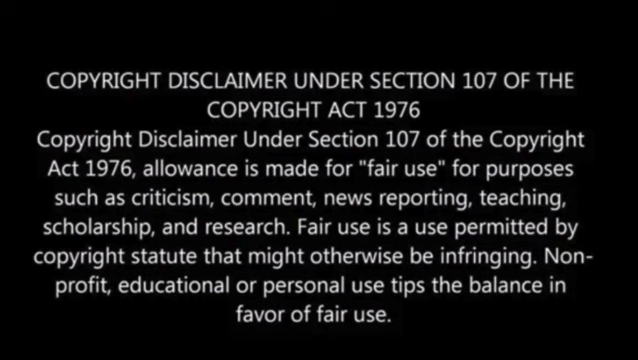 COPYRIGHT DISCLAIMER UNDER SECTION 107 OF THE
COPYRIGHT ACT 1976
Copyright Disclaimer Under Section 107 of the Copyright
Act 1976, allowance is made for "fair use" for purposes
such as criticism, comment, news reporting, teaching,
scholarship, and research. Fair use is a use permitted by
copyright statute that might otherwise be infringing. Non-
profit, educational or personal use tips the balance in
favor of fair use.